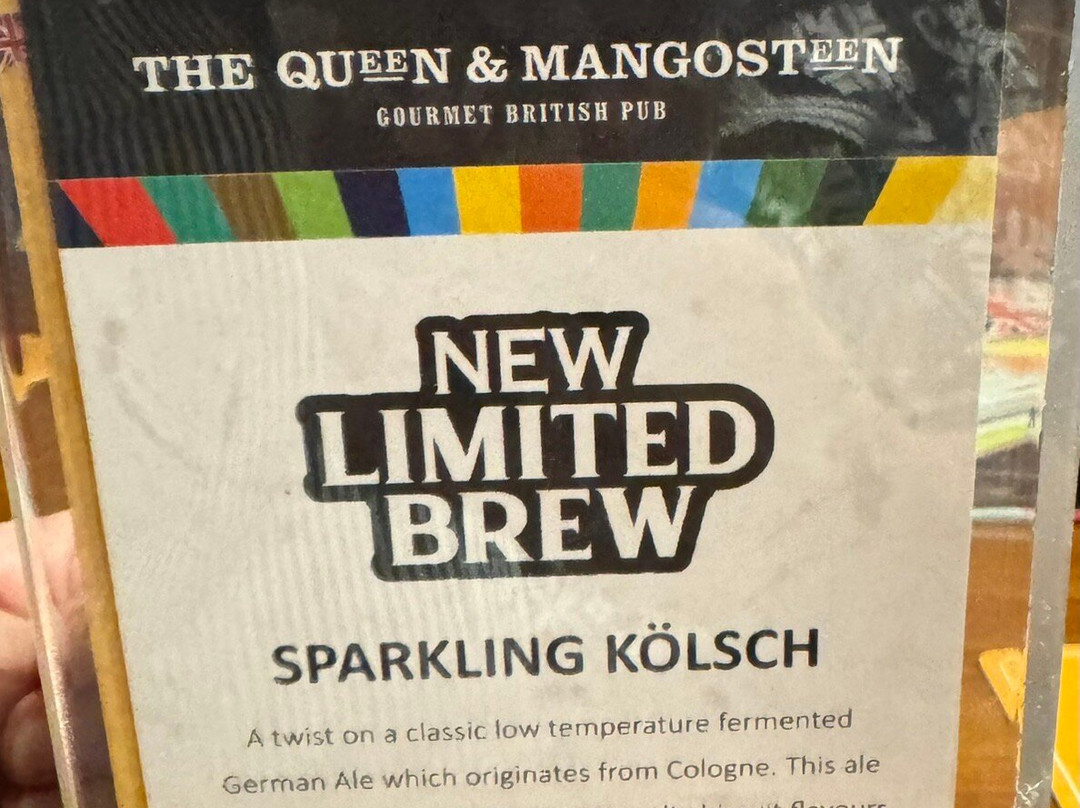 THE QUEEN & MANGOSTEEN
GOURMET BRITISH PUB
NEW
LIMITED
BREW
SPARKLING KÖLSCH
A twist on a classic low temperature fermented
German Ale which originates from Cologne. This ale
flavours